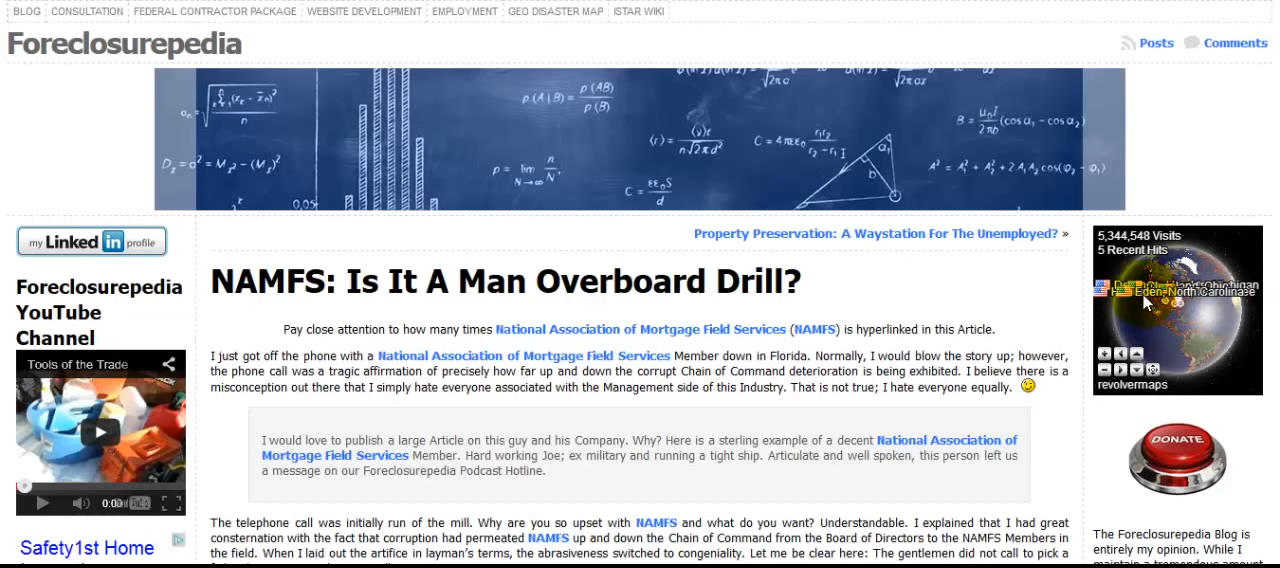 BLOG
CONSULTATION
FEDERAL CONTRACTOR PACKAGE
WEBSITE DEVELOPMENT
EMPLOYMENT
GEO DISASTER MAP
ISTAR WIKI
Foreclosurepedia
Posts
Comments
my Linked in profile
Foreclosurepedia
YouTube
Channel
Tools of the Trade
0:00
Safety1st Home
Property Preservation: A Waystation For The Unemployed? »
NAMFS: Is It A Man Overboard Drill?
Pay close attention to how many times National Association of Mortgage Field Services (NAMFS) is hyperlinked in this Article.
I just got off the phone with a National Association of Mortgage Field Services Member down in Florida. Normally, I would blow the story up; however,
the phone call was a tragic affirmation of precisely how far up and down the corrupt Chain of Command deterioration is being exhibited. I believe there is a
misconception out there that I simply hate everyone associated with the Management side of this Industry. That is not true; I hate everyone equally.
I would love to publish a large Article on this guy and his Company. Why? Here is a sterling example of a decent National Association of
Mortgage Field Services Member. Hard working Joe; ex military and running a tight ship. Articulate and well spoken, this person left us
a message on our Foreclosurepedia Podcast Hotline.
The telephone call was initially run of the mill. Why are you so upset with NAMFS and what do you want? Understandable. I explained that I had great
consternation with the fact that corruption had permeated NAMFS up and down the Chain of Command from the Board of Directors to the NAMFS Members in
the field. When I laid out the artifice in layman's terms, the abrasiveness switched to congeniality. Let me be clear here: The gentlemen did not call to pick a
5,344,548 Visits
5 Recent Hits
Eden, North Carolina
revolvermaps
DONATE
The Foreclosurepedia Blog is
entirely my opinion. While I
maintain a tremendous amount